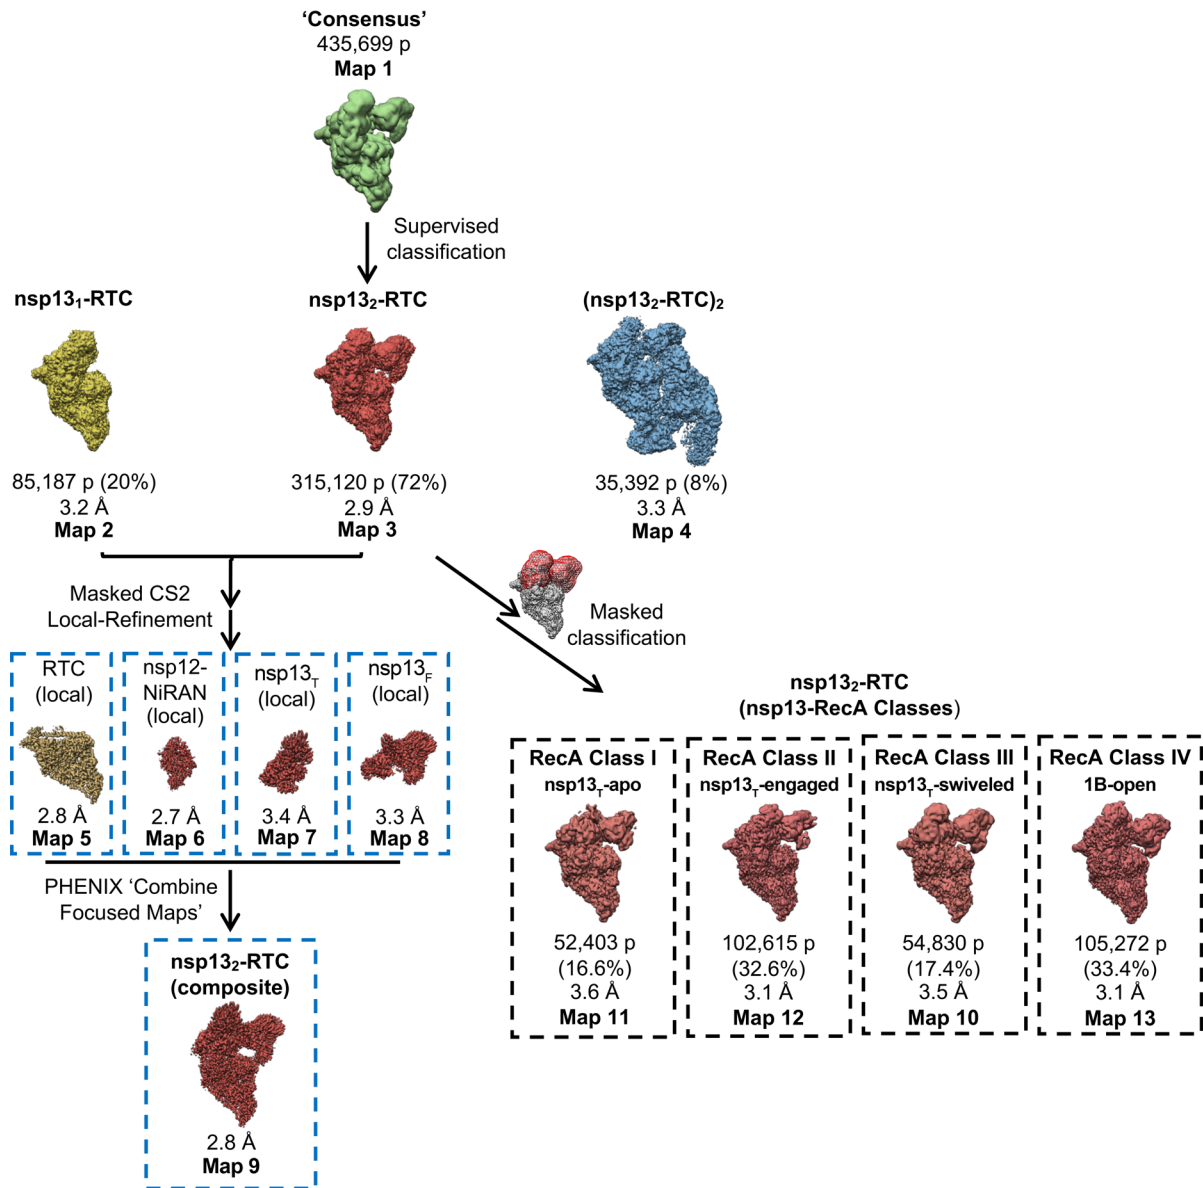 ‘Consensus’
435,699 p
Map 1
Supervised
classification
nsp13₁-RTC
nsp13₂-RTC
(nsp13₂-RTC)₂
85,187 p (20%)
3.2 Å
Map 2
315,120 p (72%)
2.9 Å
Map 3
35,392 p (8%)
3.3 Å
Map 4
Masked CS2
Local-Refinement
Masked
classification
RTC
(local)
2.8 Å
Map 5
nsp12-
NiRAN
(local)
2.7 Å
Map 6
nsp13T
(local)
3.4 Å
Map 7
nsp13F
(local)
3.3 Å
Map 8
PHENIX ‘Combine
Focused Maps’
nsp13₂-RTC
(composite)
2.8 Å
Map 9
nsp13₂-RTC
(nsp13-RecA Classes)
RecA Class I
nsp13T-apo
52,403 p
(16.6%)
3.6 Å
Map 11
RecA Class II
nsp13T-engaged
102,615 p
(32.6%)
3.1 Å
Map 12
RecA Class III
nsp13T-swiveled
54,830 p
(17.4%)
3.5 Å
Map 10
RecA Class IV
1B-open
105,272 p
(33.4%)
3.1 Å
Map 13